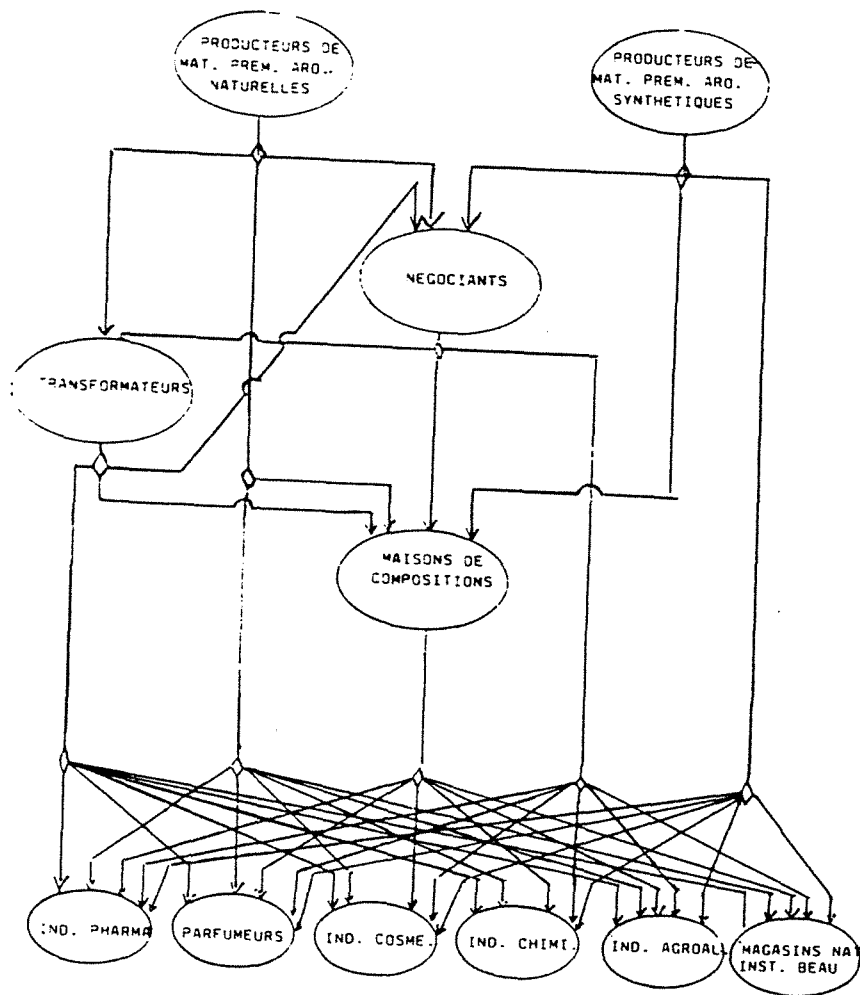 PRODUCTEURS DE
MAT. PREM. ARO..
NATURELLES
PRODUCTEURS DE
MAT. PREM. ARO.
SYNTHETIQUES
NEGOCIANTS
TRANSFORMATEURS
MAISONS DE
COMPOSITIONS
IND. PHARMA
PARFUMEURS
IND. COSME.
IND. CHIMI.
IND. AGROAL
MAGASINS NAT
INST. BEAU